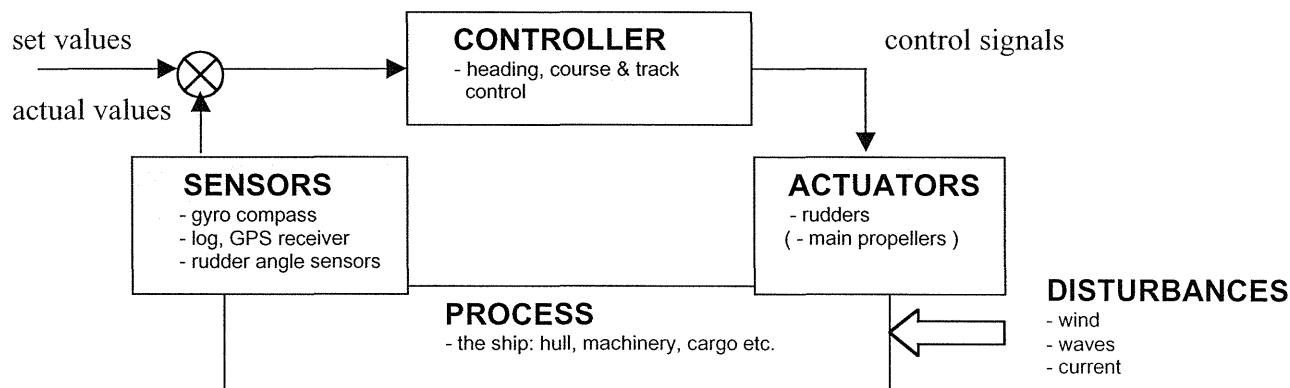 set values
actual values
CONTROLLER
- heading, course & track
control
control signals
SENSORS
- gyro compass
- log, GPS receiver
- rudder angle sensors
ACTUATORS
- rudders
( - main propellers )
PROCESS
- the ship: hull, machinery, cargo etc.
DISTURBANCES
- wind
- waves
- current